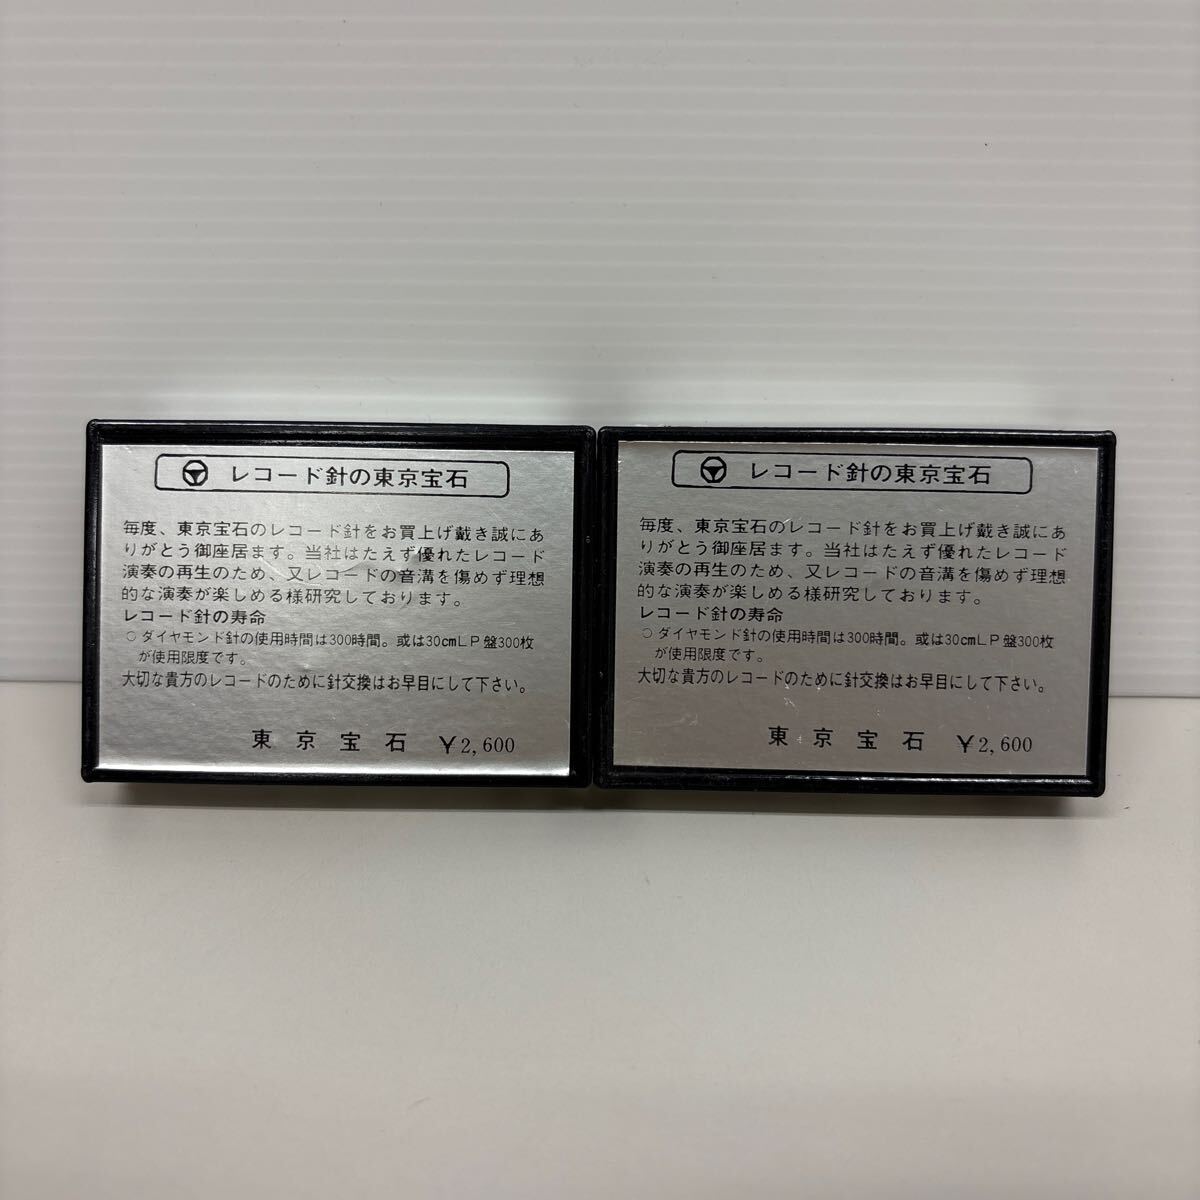 レコード針の東京宝石
毎度、東京宝石のレコード針をお買上げ戴き誠にあ
りがとう御座居ます。当社はたえず優れたレコード
演奏の再生のため、又レコードの音溝を傷めず理想
的な演奏が楽しめる様研究しております。
レコード針の寿命
○ダイヤモンド針の使用時間は300時間。或は30cmLP盤300枚
が使用限度です。
大切な貴方のレコードのために針交換はお早目にして下さい。
東京宝石 ¥2,600
レコード針の東京宝石
毎度、東京宝石のレコード針をお買上げ戴き誠にあ
りがとう御座居ます。当社はたえず優れたレコード
演奏の再生のため、又レコードの音溝を傷めず理想
的な演奏が楽しめる様研究しております。
レコード針の寿命
○ダイヤモンド針の使用時間は300時間。或は30cmLP盤300枚
が使用限度です。
大切な貴方のレコードのために針交換はお早目にして下さい。
東京宝石 ¥2,600